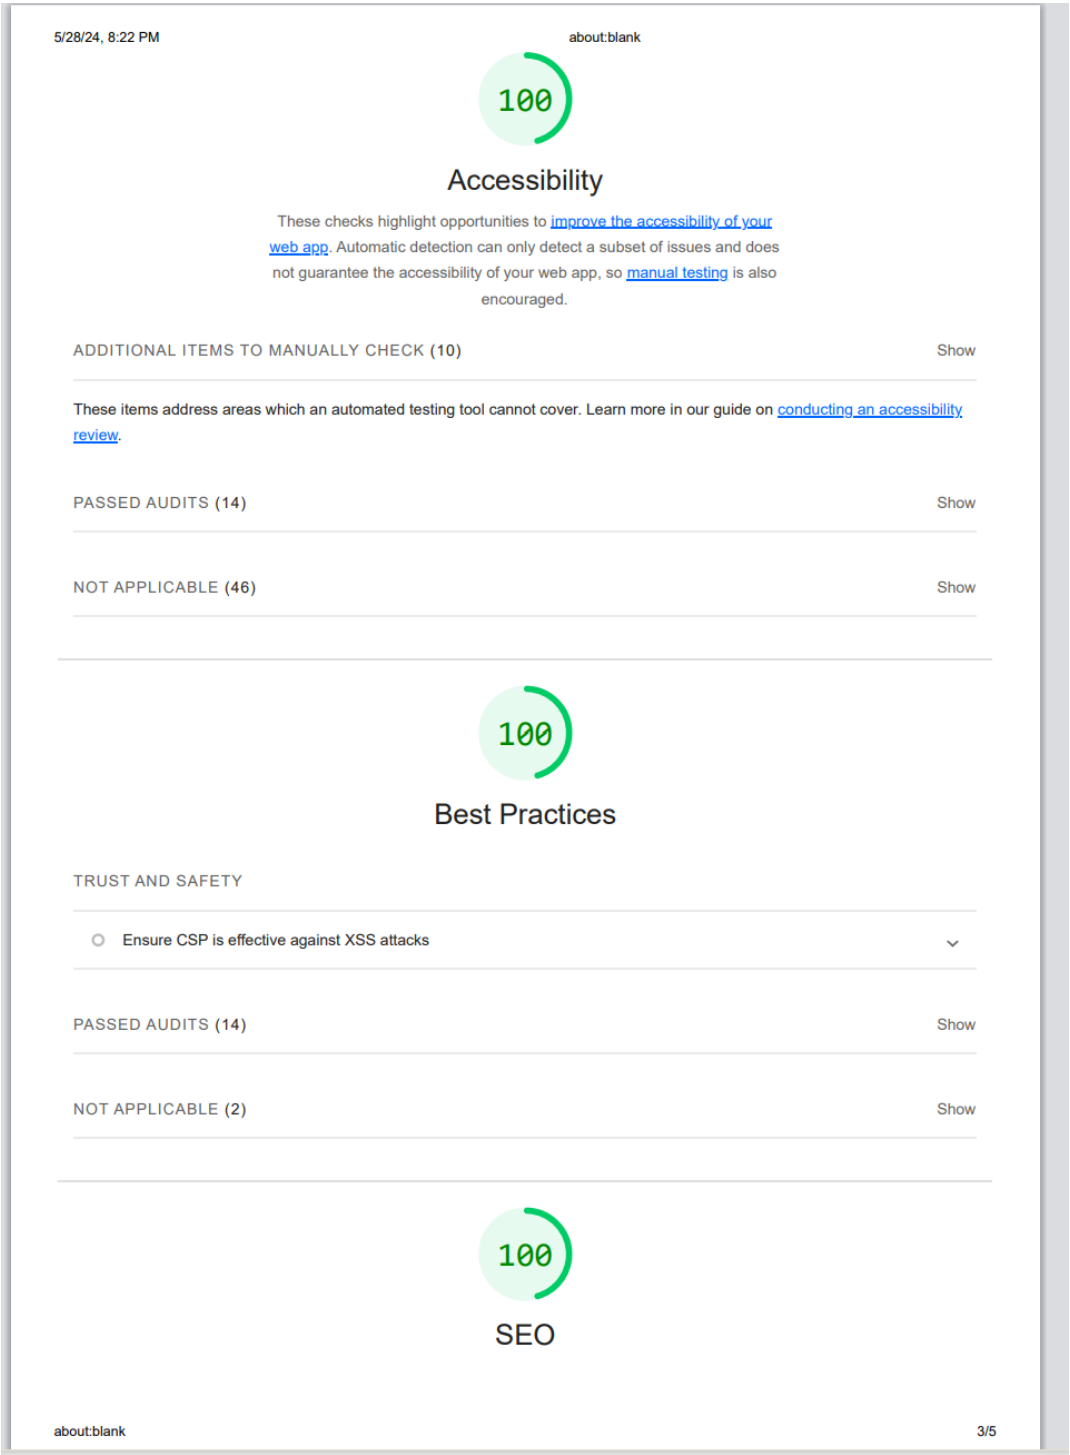 5/28/24, 8:22 PM about:blank
100
Accessibility
These checks highlight opportunities to improve the accessibility of your
web app. Automatic detection can only detect a subset of issues and does
not guarantee the accessibility of your web app, so manual testing is also
encouraged.
ADDITIONAL ITEMS TO MANUALLY CHECK (10) Show
These items address areas which an automated testing tool cannot cover. Learn more in our guide on conducting an accessibility
review.
PASSED AUDITS (14) Show
NOT APPLICABLE (46) Show
100
Best Practices
TRUST AND SAFETY
Ensure CSP is effective against XSS attacks
PASSED AUDITS (14) Show
NOT APPLICABLE (2) Show
100
SEO
about:blank 3/5